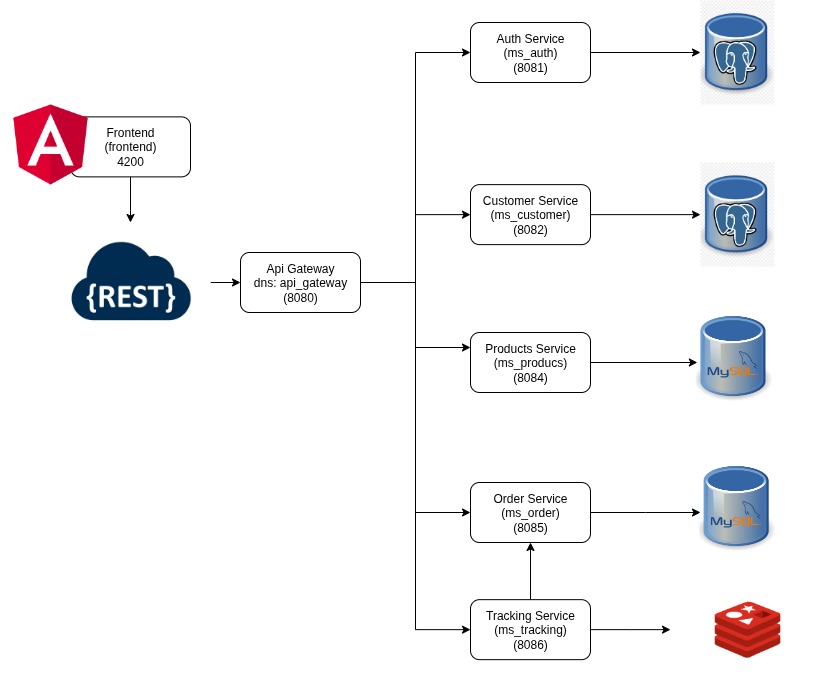 Frontend
(frontend)
4200
{REST}
Api Gateway
dns: api_gateway
(8080)
Auth Service
(ms_auth)
(8081)
Customer Service
(ms_customer)
(8082)
Products Service
(ms_producs)
(8084)
MySQL
Order Service
(ms_order)
(8085)
MySQL
Tracking Service
(ms_tracking)
(8086)